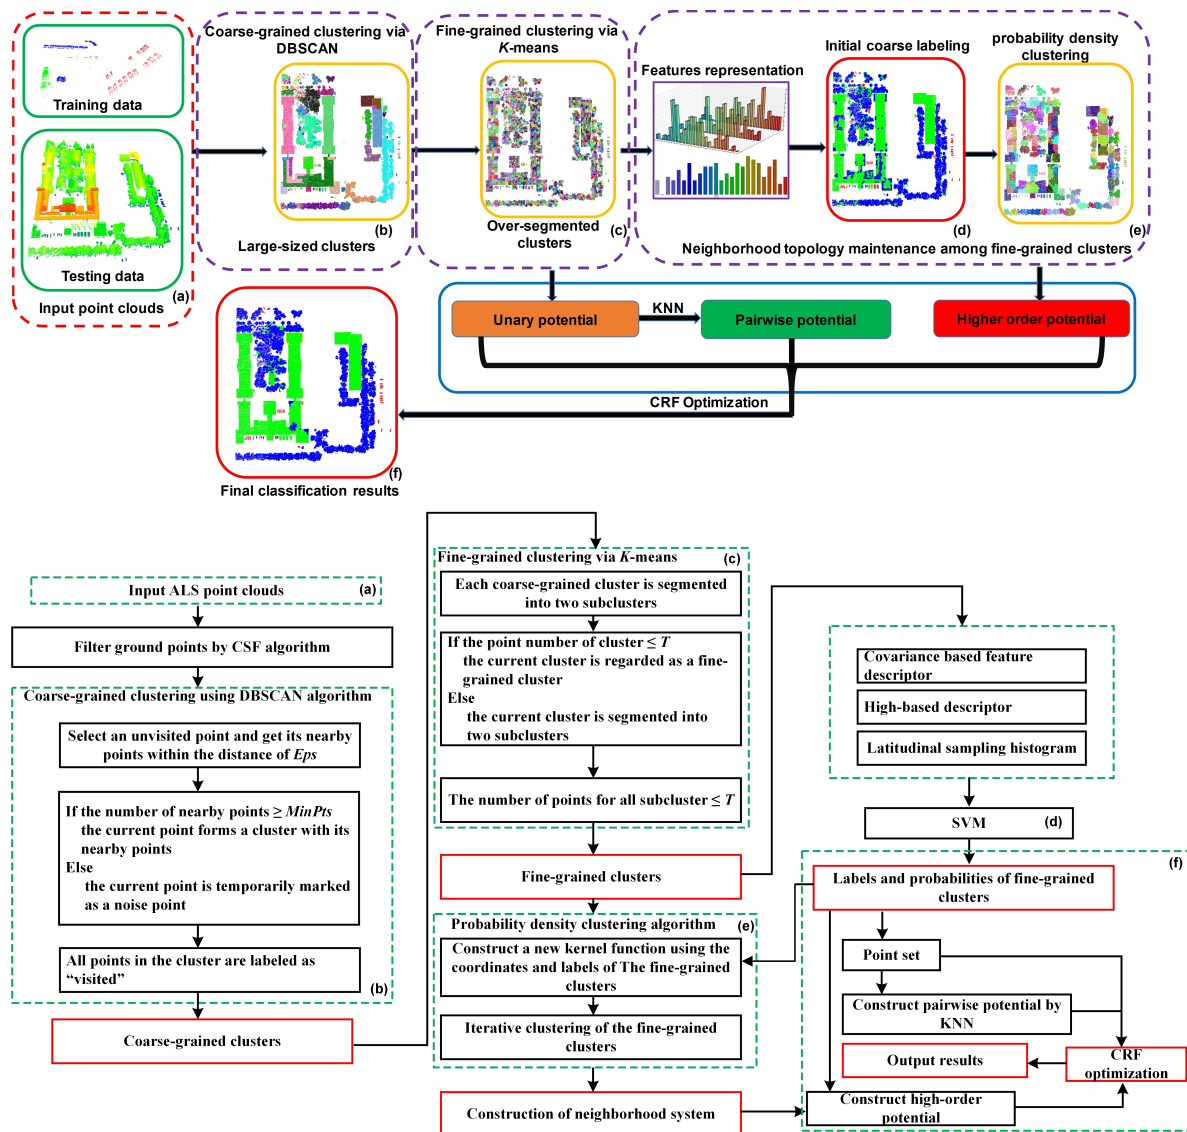 Training data
Testing data
Input point clouds
(a)
Coarse-grained clustering via
DBSCAN
(b)
Large-sized clusters
Fine-grained clustering via
K-means
Over-segmented
clusters
(c)
Features representation
Initial coarse labeling
(d)
probability density
clustering
(e)
Neighborhood topology maintenance among fine-grained clusters
Unary potential
KNN
Pairwise potential
Higher order potential
CRF Optimization
(f)
Final classification results
Input ALS point clouds
(a)
Filter ground points by CSF algorithm
Coarse-grained clustering using DBSCAN algorithm
Select an unvisited point and get its nearby
points within the distance of Eps
If the number of nearby points ≥ MinPts
the current point forms a cluster with its
nearby points
Else
the current point is temporarily marked
as a noise point
All points in the cluster are labeled as
“visited”
(b)
Coarse-grained clusters
Fine-grained clustering via K-means
(c)
Each coarse-grained cluster is segmented
into two subclusters
If the point number of cluster ≤ T
the current cluster is regarded as a fine-
grained cluster
Else
the current cluster is segmented into
two subclusters
The number of points for all subcluster ≤ T
Fine-grained clusters
Probability density clustering algorithm
(e)
Construct a new kernel function using the
coordinates and labels of The fine-grained
clusters
Iterative clustering of the fine-grained
clusters
Construction of neighborhood system
Covariance based feature
descriptor
High-based descriptor
Latitudinal sampling histogram
SVM
(d)
(f)
Labels and probabilities of fine-grained
clusters
Point set
Construct pairwise potential by
KNN
Output results
CRF
optimization
Construct high-order
potential